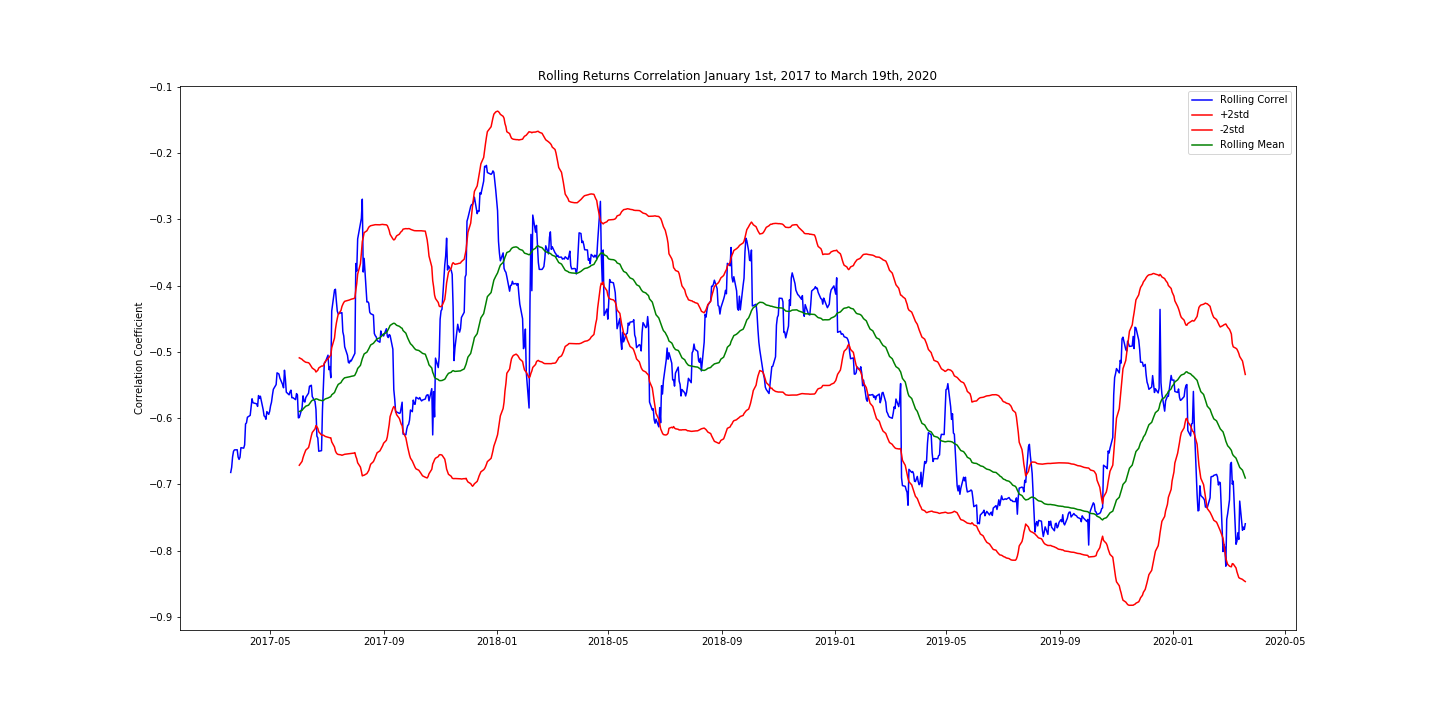 Rolling Returns Correlation January 1st, 2017 to March 19th, 2020
Rolling Correl
+2std
-2std
Rolling Mean
Correlation Coefficient
−0.1
−0.2
−0.3
−0.4
−0.5
−0.6
−0.7
−0.8
−0.9
2017-05 2017-09 2018-01 2018-05 2018-09 2019-01 2019-05 2019-09 2020-01 2020-05